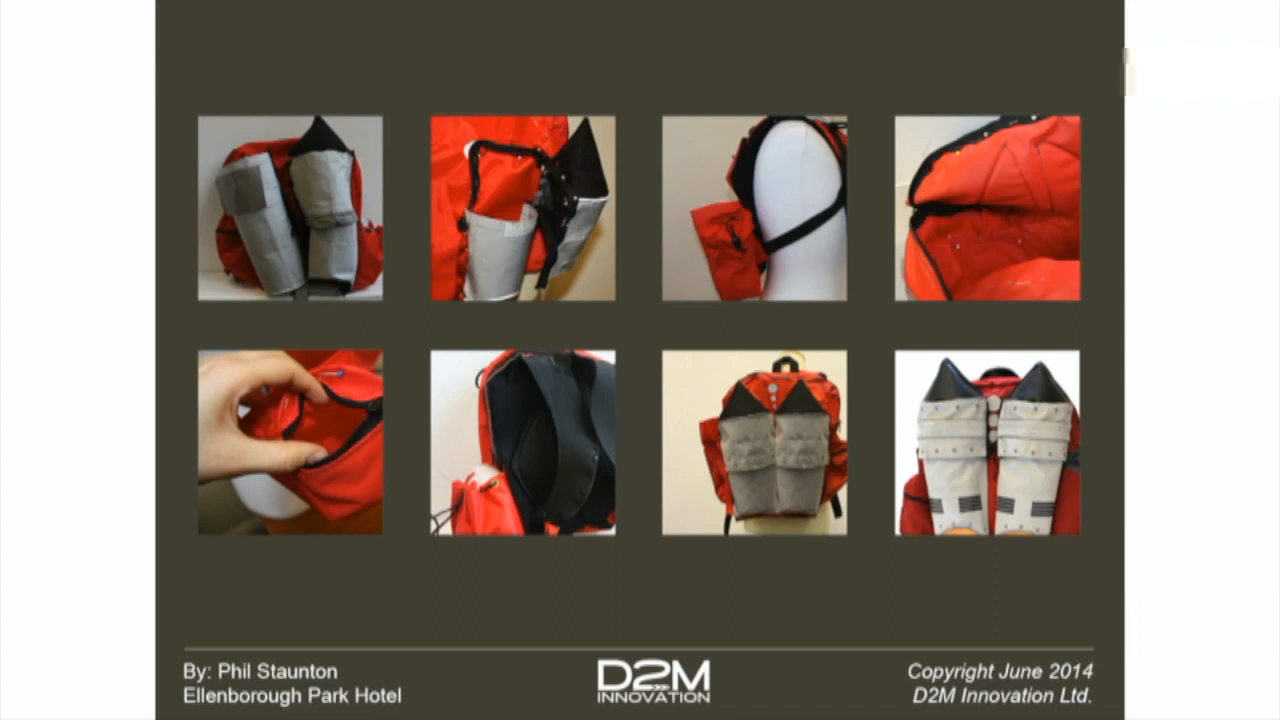 By: Phil Staunton
Ellenborough Park Hotel
D2M
INNOVATION
Copyright June 2014
D2M Innovation Ltd.